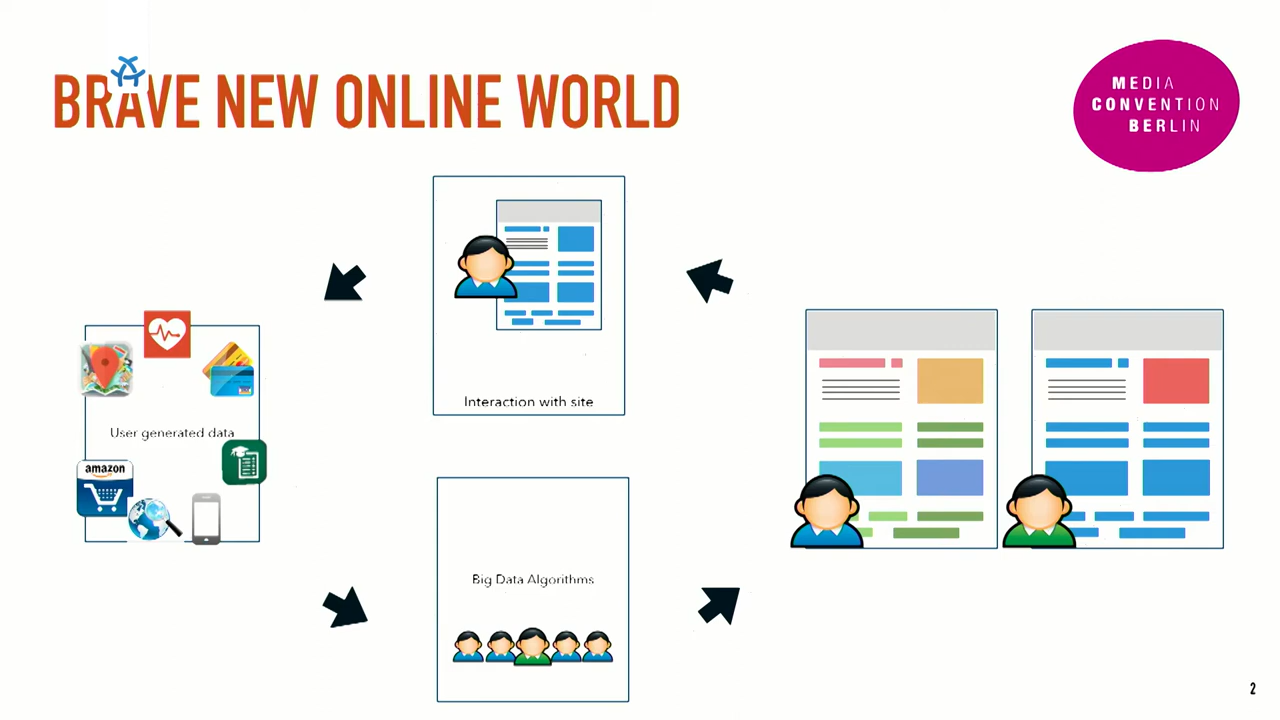 BRAVE NEW ONLINE WORLD
MEDIA
CONVENTION
BERLIN
Interaction with site
User generated data
amazon
Big Data Algorithms
2